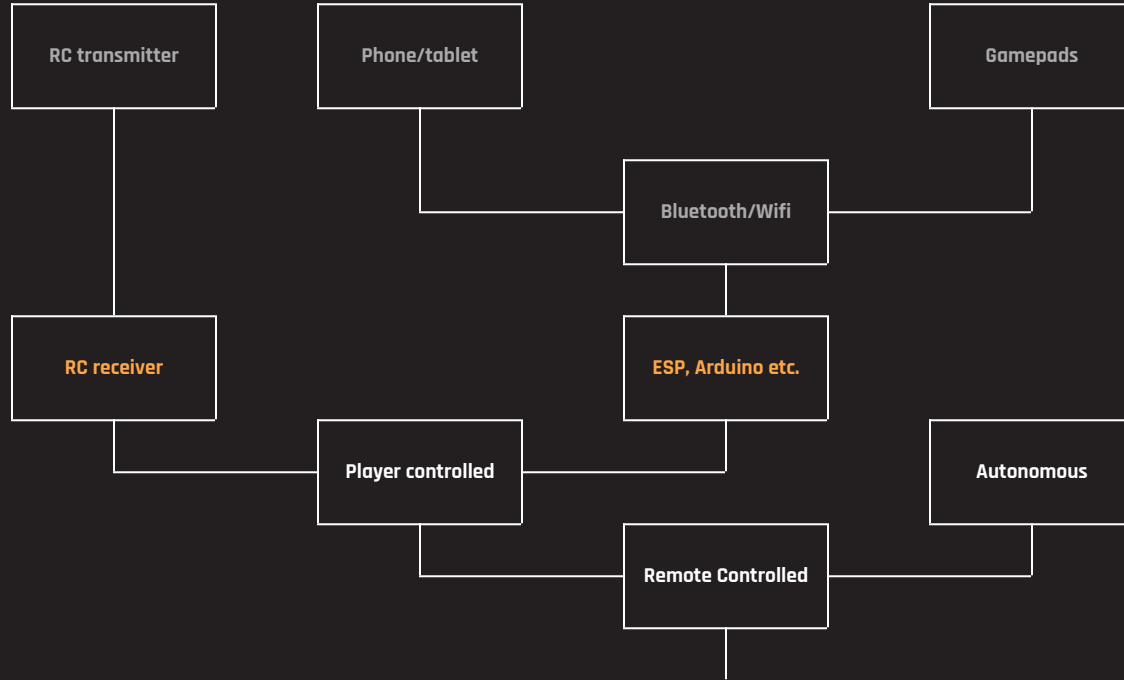 RC transmitter
Phone/tablet
Gamepads
Bluetooth/Wifi
RC receiver
ESP, Arduino etc.
Player controlled
Autonomous
Remote Controlled